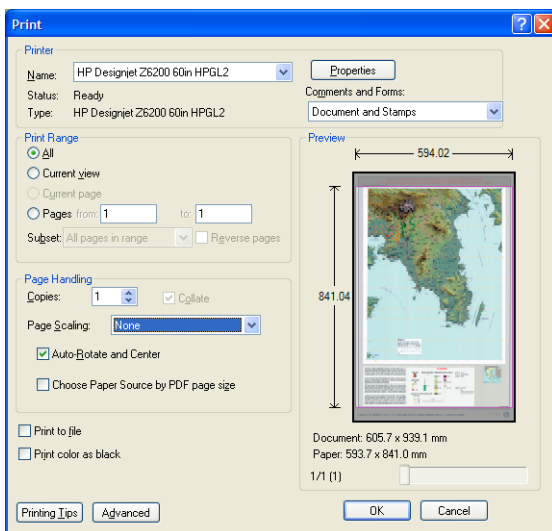 Print
Printer
Name: HP Designjet Z6200 60in HPGL2
Properties
Status: Ready
Comments and Forms:
Type: HP Designjet Z6200 60in HPGL2
Document and Stamps
Print Range
All
Current view
Current page
Pages from: 1 to: 1
Subset: All pages in range Reverse pages
Page Handling
Copies: 1 Collate
Page Scaling: None
Auto-Rotate and Center
Choose Paper Source by PDF page size
Print to file
Print color as black
Printing Tips Advanced
Preview
594.02
841.04
Document: 605.7 x 939.1 mm
Paper: 593.7 x 841.0 mm
1/1 (1)
OK Cancel